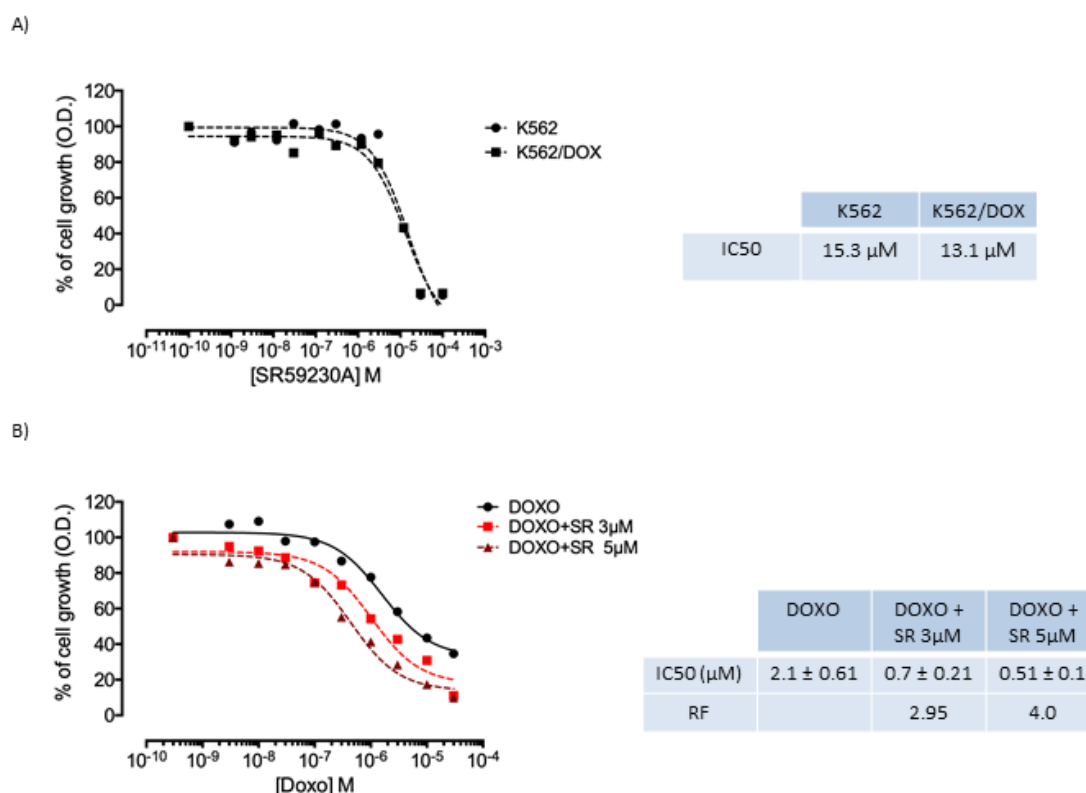 A)
% of cell growth (O.D.)
120
100
80
60
40
20
0
10-11 10-10 10-9 10-8 10-7 10-6 10-5 10-4 10-3
[SR59230A] M
K562
K562/DOX
K562 K562/DOX
IC50 15.3 µM 13.1 µM
B)
% of cell growth (O.D.)
120
100
80
60
40
20
0
10-10 10-9 10-8 10-7 10-6 10-5 10-4
[Doxo] M
DOXO
DOXO+SR 3µM
DOXO+SR 5µM
DOXO DOXO + DOXO +
SR 3µM SR 5µM
IC50 (µM) 2.1 ± 0.61 0.7 ± 0.21 0.51 ± 0.1
RF 2.95 4.0